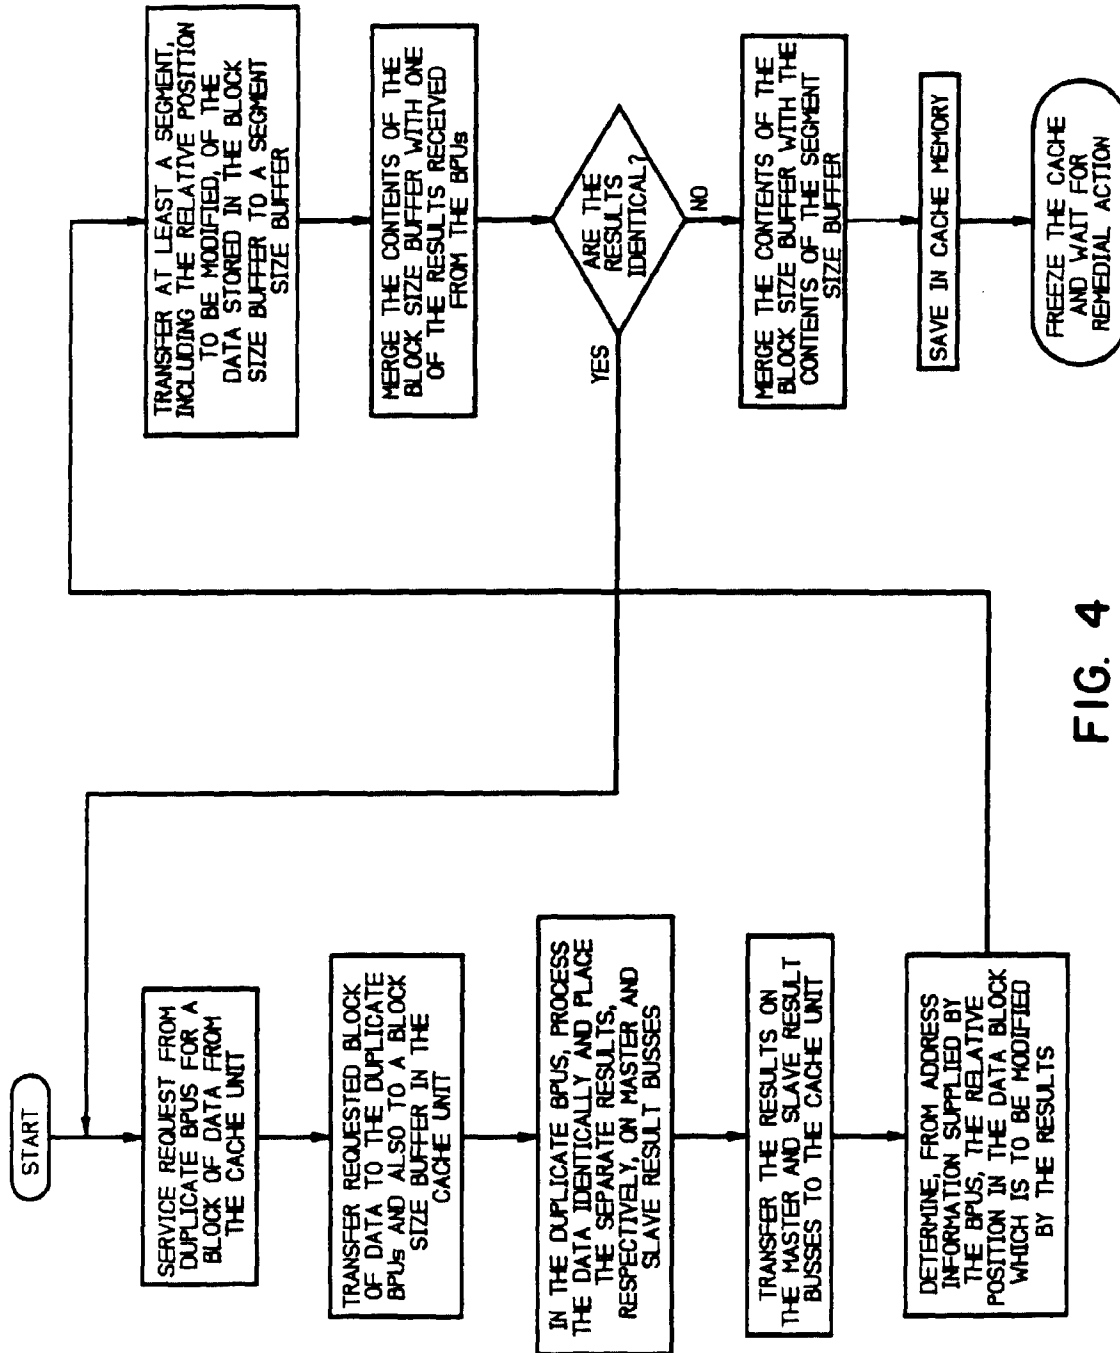 START
SERVICE REQUEST FROM
DUPLICATE BPUS FOR A
BLOCK OF DATA FROM
THE CACHE UNIT
TRANSFER REQUESTED BLOCK
OF DATA TO THE DUPLICATE
BPUs AND ALSO TO A BLOCK
SIZE BUFFER IN THE
CACHE UNIT
IN THE DUPLICATE BPUS, PROCESS
THE DATA IDENTICALLY AND PLACE
THE SEPARATE RESULTS,
RESPECTIVELY, ON MASTER AND
SLAVE RESULT BUSSES
TRANSFER THE RESULTS ON
THE MASTER AND SLAVE RESULT
BUSSES TO THE CACHE UNIT
DETERMINE, FROM ADDRESS
INFORMATION SUPPLIED BY
THE BPUS, THE RELATIVE
POSITION IN THE DATA BLOCK
WHICH IS TO BE MODIFIED
BY THE RESULTS
TRANSFER AT LEAST A SEGMENT,
INCLUDING THE RELATIVE POSITION
TO BE MODIFIED, OF THE
DATA STORED IN THE BLOCK
SIZE BUFFER TO A SEGMENT
SIZE BUFFER
MERGE THE CONTENTS OF THE
BLOCK SIZE BUFFER WITH ONE
OF THE RESULTS RECEIVED
FROM THE BPUs
ARE THE
RESULTS
IDENTICAL?
YES
NO
MERGE THE CONTENTS OF THE
BLOCK SIZE BUFFER WITH THE
CONTENTS OF THE SEGMENT
SIZE BUFFER
SAVE IN CACHE MEMORY
FREEZE THE CACHE
AND WAIT FOR
REMEDIAL ACTION
FIG. 4